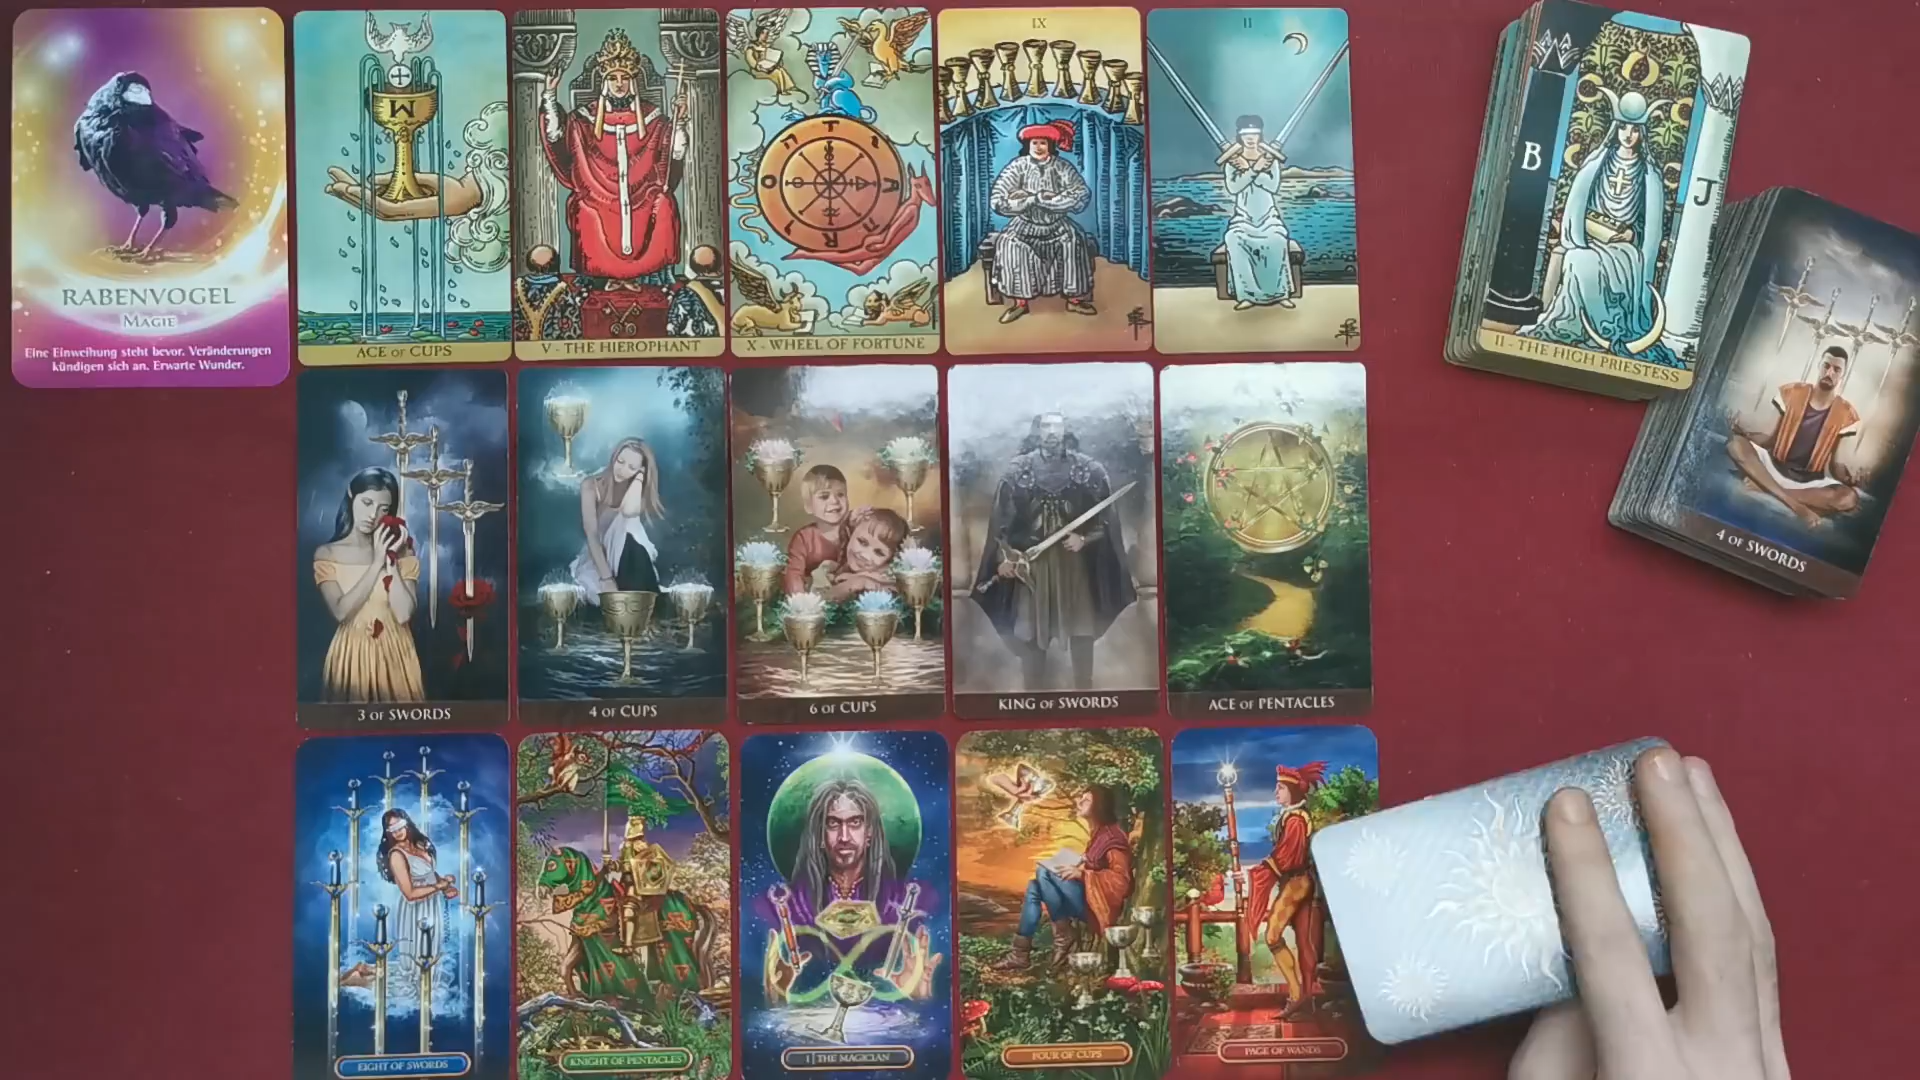 RABENVOGEL
MAGIE
Eine Einweihung steht bevor. Veränderungen
kündigen sich an. Erwarte Wunder.
M
ACE OF CUPS
V - THE HIEROPHANT
T
A
R
O
X - WHEEL OF FORTUNE
IX
II
B
J
II - THE HIGH PRIESTESS
4 OF SWORDS
3 OF SWORDS
4 OF CUPS
6 OF CUPS
KING OF SWORDS
ACE OF PENTACLES
EIGHT OF SWORDS
KNIGHT OF PENTACLES
I | THE MAGICIAN
FOUR OF CUPS
PAGE OF WANDS